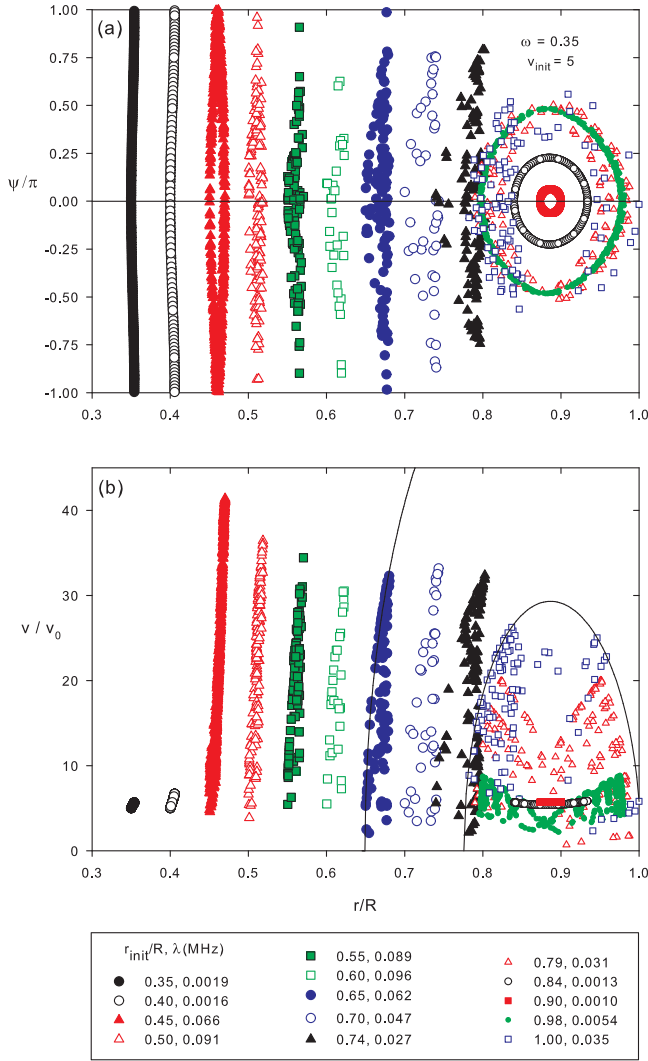 (a)
ω = 0.35
v_init = 5
ψ/π
1.00
0.75
0.50
0.25
0.00
-0.25
-0.50
-0.75
-1.00
0.3 0.4 0.5 0.6 0.7 0.8 0.9 1.0
(b)
v / v_0
40
30
20
10
0
0.3 0.4 0.5 0.6 0.7 0.8 0.9 1.0
r/R
r_init/R, λ(MHz)
0.35, 0.0019
0.40, 0.0016
0.45, 0.066
0.50, 0.091
0.55, 0.089
0.60, 0.096
0.65, 0.062
0.70, 0.047
0.74, 0.027
0.79, 0.031
0.84, 0.0013
0.90, 0.0010
0.98, 0.0054
1.00, 0.035